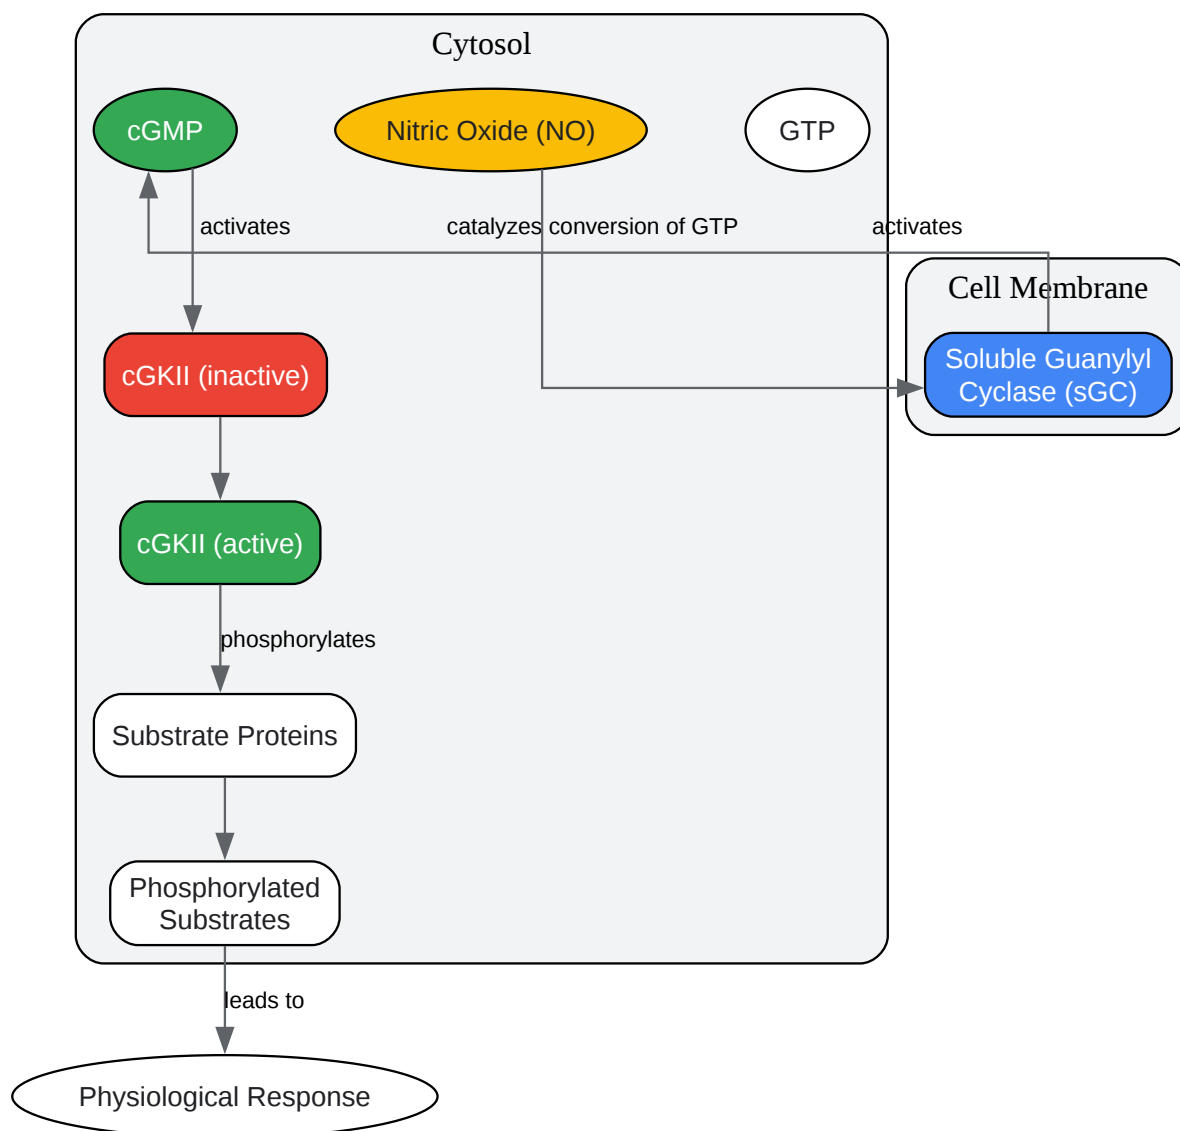 Cytosol
cGMP
Nitric Oxide (NO)
GTP
activates
catalyzes conversion of GTP
activates
Cell Membrane
cGKII (inactive)
Soluble Guanylyl
Cyclase (sGC)
cGKII (active)
phosphorylates
Substrate Proteins
Phosphorylated
Substrates
leads to
Physiological Response